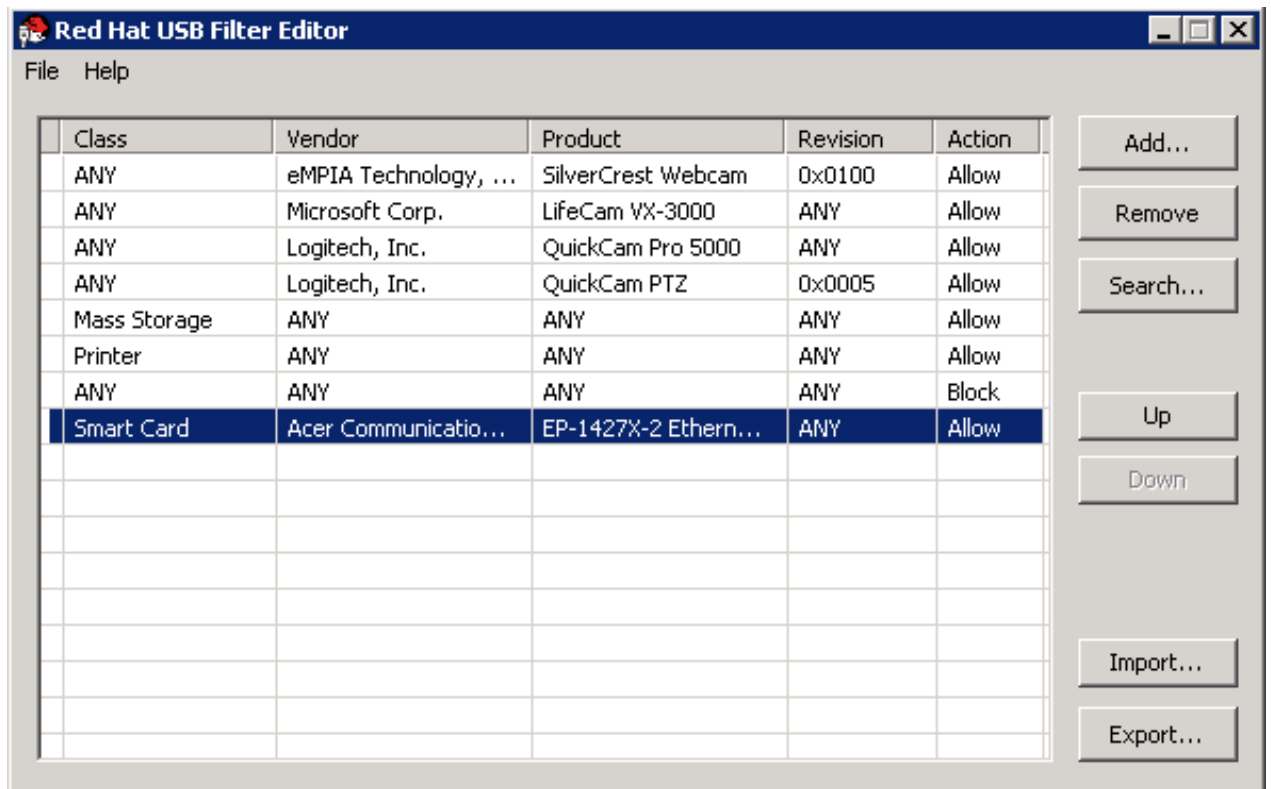 Red Hat USB Filter Editor
File Help
Class Vendor Product Revision Action
ANY eMPIA Technology, ... SilverCrest Webcam 0x0100 Allow
ANY Microsoft Corp. LifeCam VX-3000 ANY Allow
ANY Logitech, Inc. QuickCam Pro 5000 ANY Allow
ANY Logitech, Inc. QuickCam PTZ 0x0005 Allow
Mass Storage ANY ANY ANY Allow
Printer ANY ANY ANY Allow
ANY ANY ANY ANY Block
Smart Card Acer Communicatio... EP-1427X-2 Ethern... ANY Allow
Add...
Remove
Search...
Up
Down
Import...
Export...